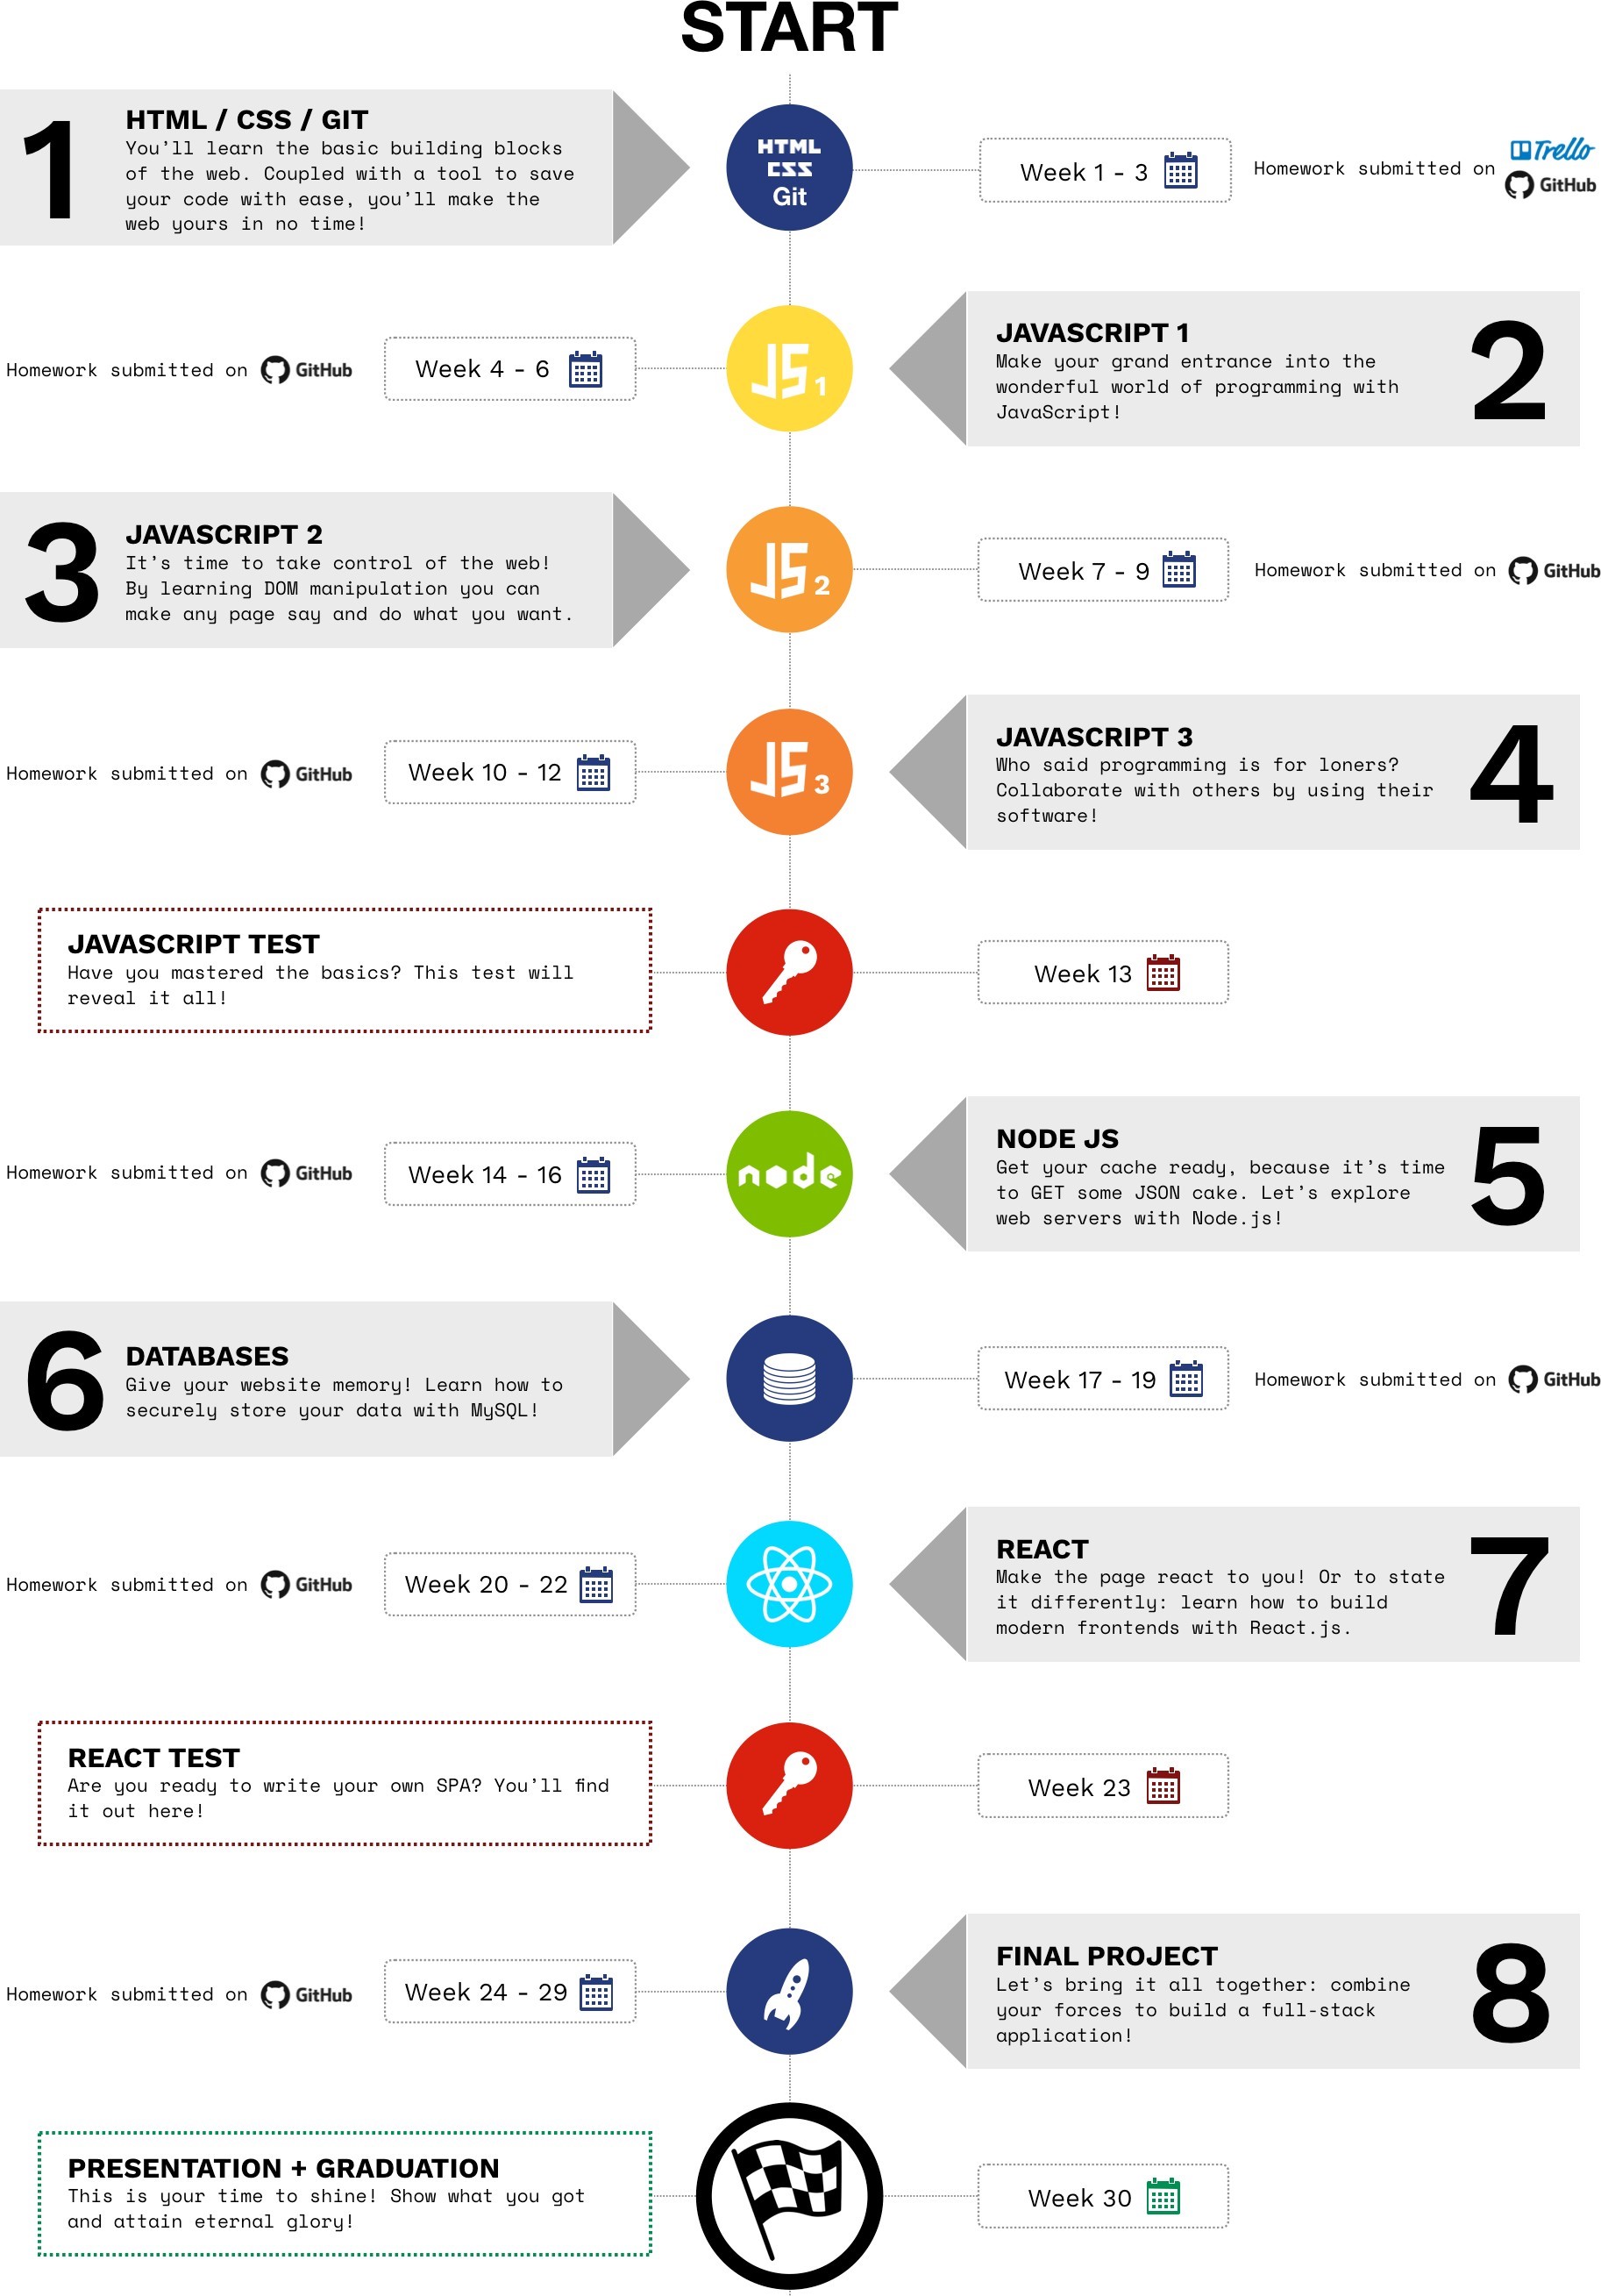 START
1
HTML / CSS / GIT
You'll learn the basic building blocks
of the web. Coupled with a tool to save
your code with ease, you'll make the
web yours in no time!
HTML
CSS
Git
Week 1 - 3
Homework submitted on
Trello
GitHub
Homework submitted on GitHub
Week 4 - 6
JS 1
JAVASCRIPT 1
Make your grand entrance into the
wonderful world of programming with
JavaScript!
2
3
JAVASCRIPT 2
It's time to take control of the web!
By learning DOM manipulation you can
make any page say and do what you want.
JS 2
Week 7 - 9
Homework submitted on GitHub
Homework submitted on GitHub
Week 10 - 12
JS 3
JAVASCRIPT 3
Who said programming is for loners?
Collaborate with others by using their
software!
4
JAVASCRIPT TEST
Have you mastered the basics? This test will
reveal it all!
Week 13
Homework submitted on GitHub
Week 14 - 16
node
NODE JS
Get your cache ready, because it's time
to GET some JSON cake. Let's explore
web servers with Node.js!
5
6
DATABASES
Give your website memory! Learn how to
securely store your data with MySQL!
Week 17 - 19
Homework submitted on GitHub
Homework submitted on GitHub
Week 20 - 22
REACT
Make the page react to you! Or to state
it differently: learn how to build
modern frontends with React.js.
7
REACT TEST
Are you ready to write your own SPA? You'll find
it out here!
Week 23
Homework submitted on GitHub
Week 24 - 29
FINAL PROJECT
Let's bring it all together: combine
your forces to build a full-stack
application!
8
PRESENTATION + GRADUATION
This is your time to shine! Show what you got
and attain eternal glory!
Week 30